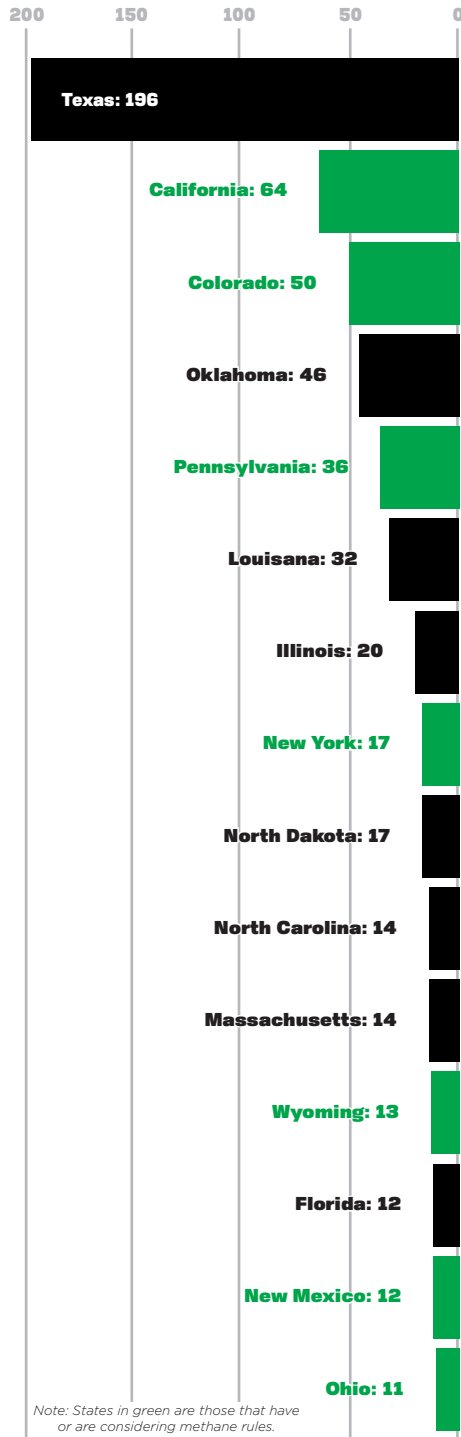 200 150 100 50 0
Texas: 196
California: 64
Colorado: 50
Oklahoma: 46
Pennsylvania: 36
Louisana: 32
Illinois: 20
New York: 17
North Dakota: 17
North Carolina: 14
Massachusetts: 14
Wyoming: 13
Florida: 12
New Mexico: 12
Ohio: 11
Note: States in green are those that have
or are considering methane rules.